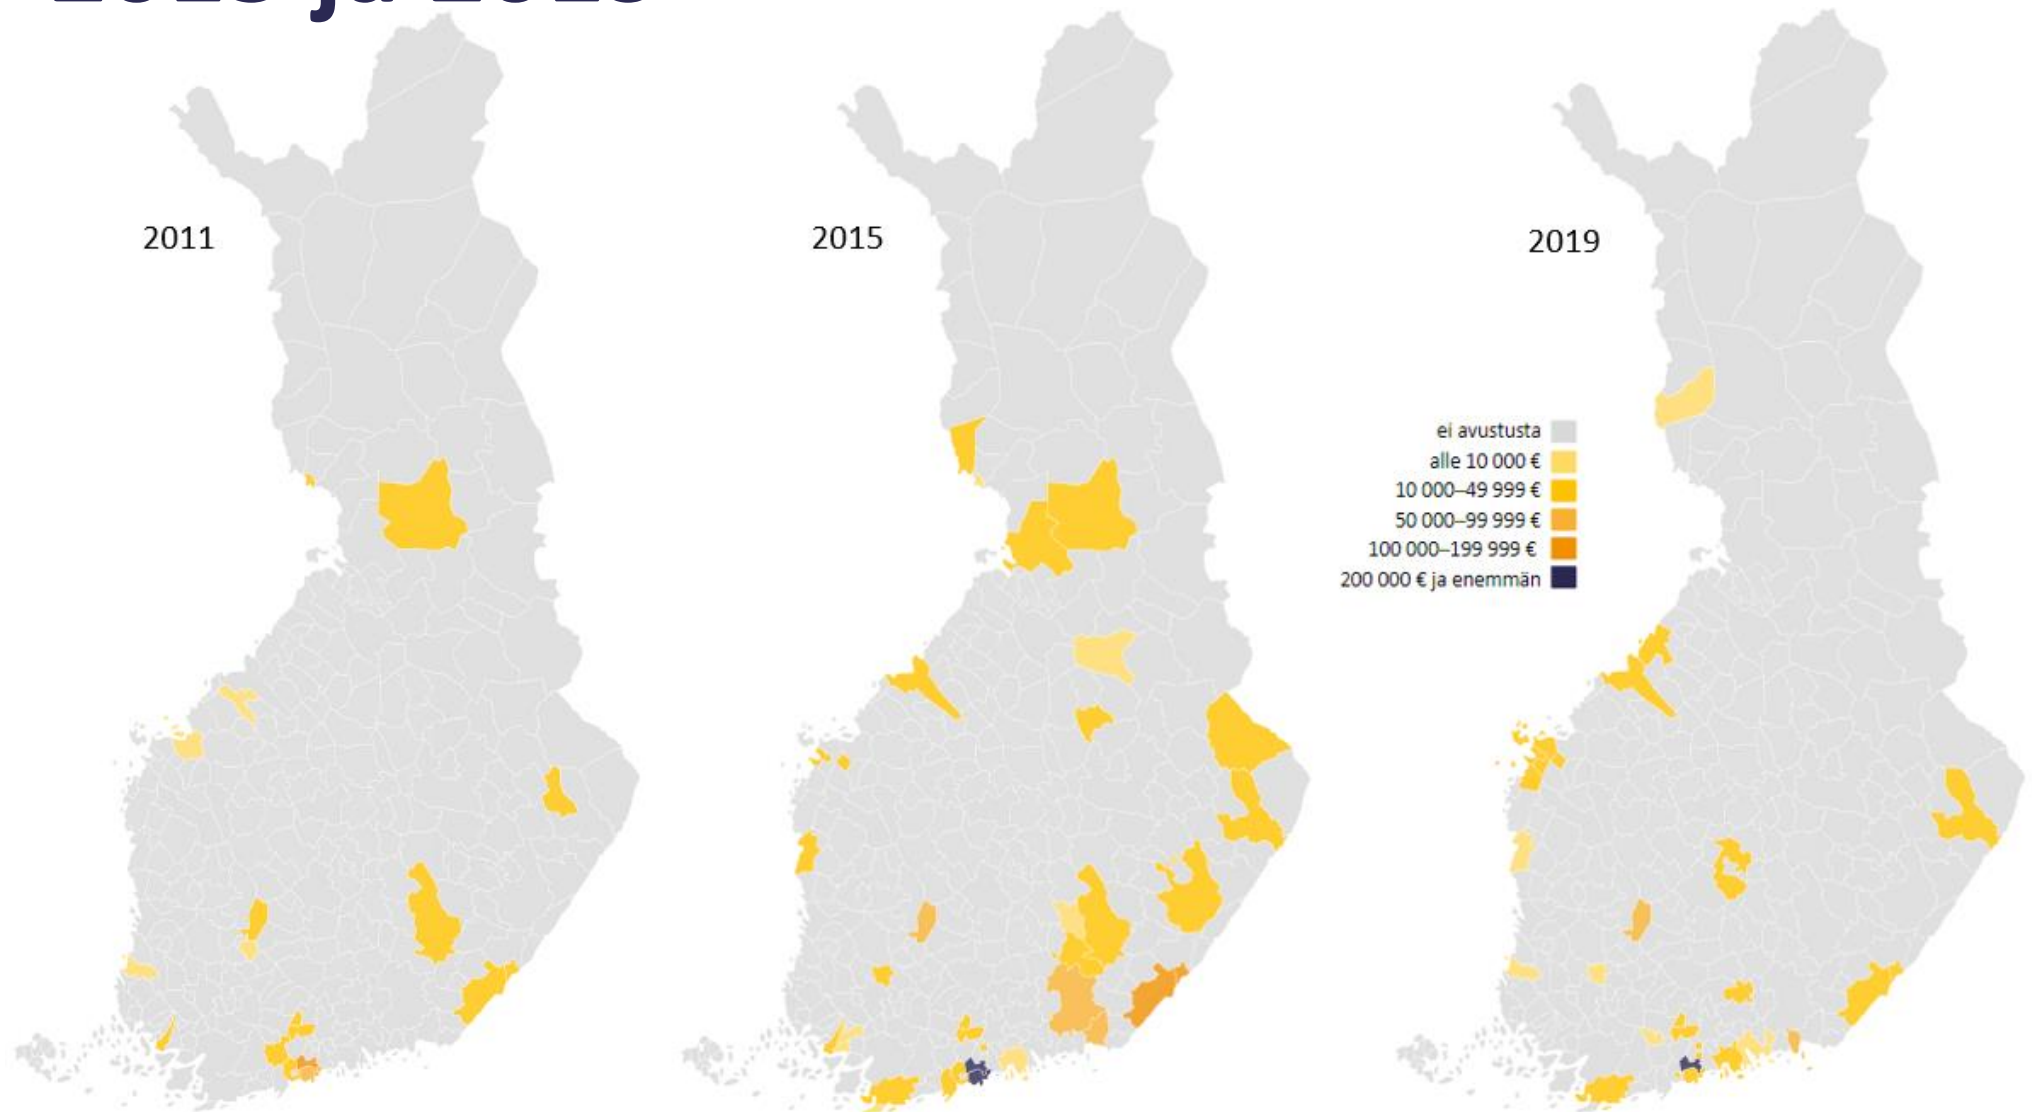 2011
2015
2019
ei avustusta
alle 10 000 €
10 000–49 999 €
50 000–99 999 €
100 000–199 999 €
200 000 € ja enemmän